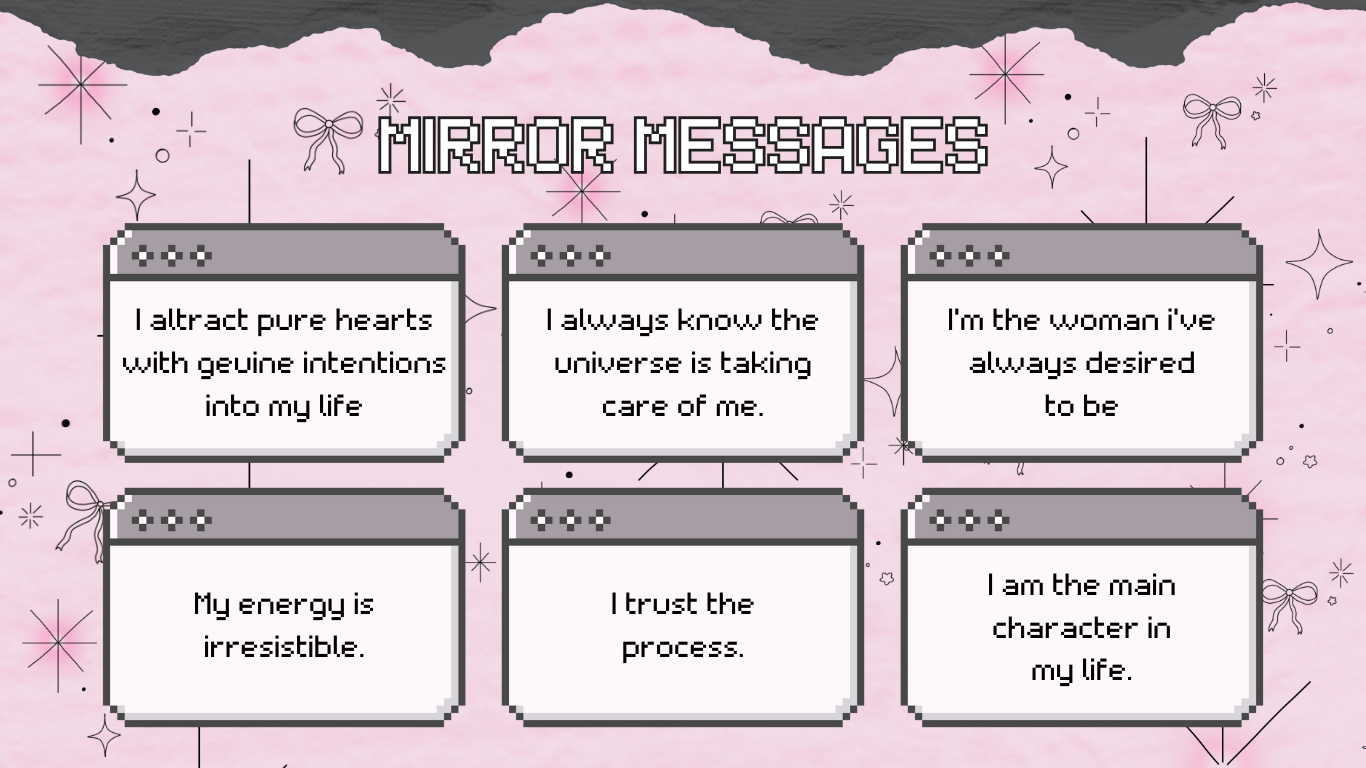 MIRROR MESSAGES
I altract pure hearts
with geuine intentions
into my life
I always know the
universe is taking
care of me.
I'm the woman i've
always desired
to be
My energy is
irresistible.
I trust the
process.
I am the main
character in
my life.